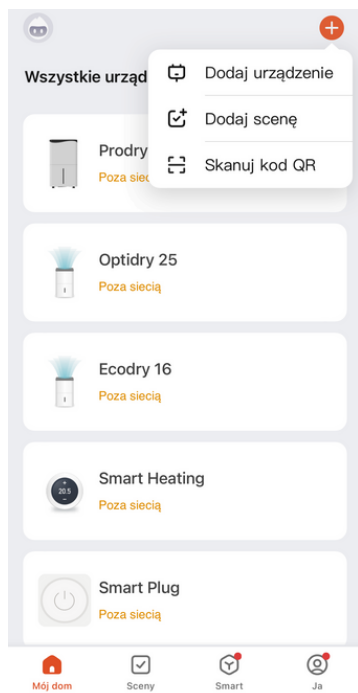 Wszystkie urząd
Dodaj urządzenie
Dodaj scenę
Skanuj kod QR
Prodry
Poza siec
Optidry 25
Poza siecią
Ecodry 16
Poza siecią
20.5
Smart Heating
Poza siecią
Smart Plug
Poza siecią
Mój dom
Sceny
Smart
Ja